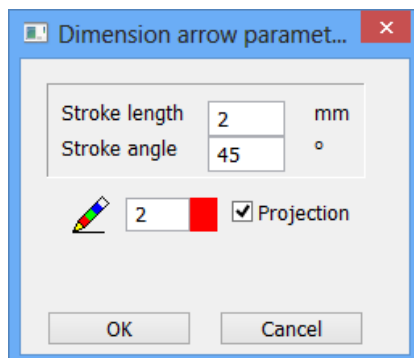 Dimension arrow paramet...
Stroke length 2 mm
Stroke angle 45 °
2 Projection
OK Cancel